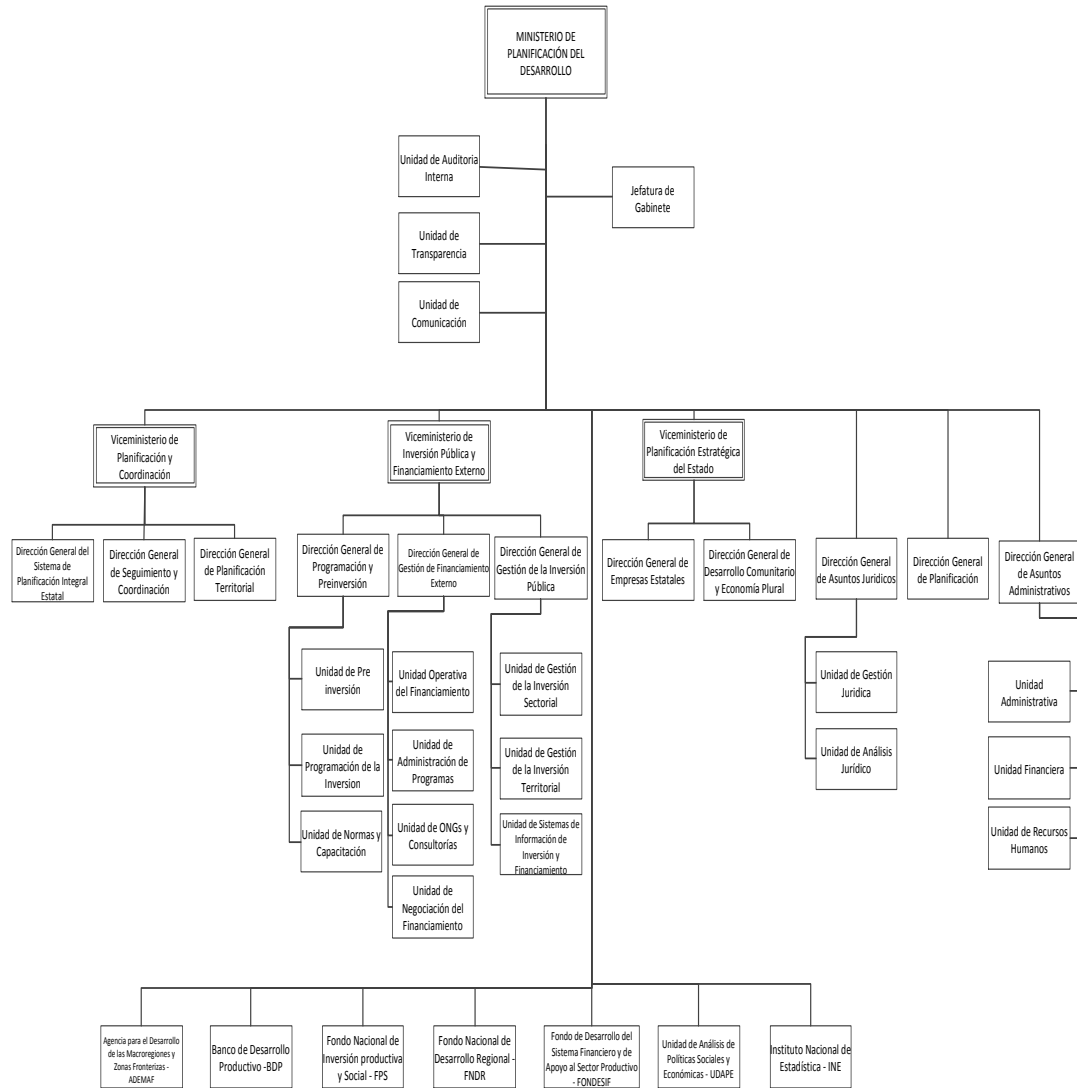 MINISTERIO DE
PLANIFICACIÓN DEL
DESARROLLO
Unidad de Auditoria
Interna
Jefatura de
Gabinete
Unidad de
Transparencia
Unidad de
Comunicación
Viceministerio de
Planificación y
Coordinación
Viceministerio de
Inversión Pública y
Financiamiento Externo
Viceministerio de
Planificación Estratégica
del Estado
Dirección General del
Sistema de
Planificación Integral
Estatal
Dirección General
de Seguimiento y
Coordinación
Dirección General
de Planificación
Territorial
Dirección General de
Programación y
Preinversión
Dirección General de
Gestión de Financiamiento
Externo
Dirección General de
Gestión de la Inversión
Pública
Dirección General de
Empresas Estatales
Dirección General de
Desarrollo Comunitario
y Economía Plural
Dirección General
de Asuntos Juridicos
Dirección General
de Planificación
Dirección General
de Asuntos
Administrativos
Unidad de Pre
inversión
Unidad de
Programación de la
Inversion
Unidad de Normas y
Capacitación
Unidad Operativa
del Financiamiento
Unidad de
Administración de
Programas
Unidad de ONGs y
Consultorías
Unidad de
Negociación del
Financiamiento
Unidad de Gestión
de la Inversión
Sectorial
Unidad de Gestión
de la Inversión
Territorial
Unidad de Sistemas de
Información de
Inversión y
Financiamiento
Unidad de Gestión
Juridica
Unidad de Análisis
Jurídico
Unidad
Administrativa
Unidad Financiera
Unidad de Recursos
Humanos
Agencia para el Desarrollo
de las Macroregiones y
Zonas Fronterizas -
ADEMAF
Banco de Desarrollo
Productivo -BDP
Fondo Nacional de
Inversión productiva
y Social - FPS
Fondo Nacional de
Desarrollo Regional -
FNDR
Fondo de Desarrollo del
Sistema Financiero y de
Apoyo al Sector Productivo
- FONDESIF
Unidad de Análisis de
Políticas Sociales y
Económicas - UDAPE
Instituto Nacional de
Estadística - INE